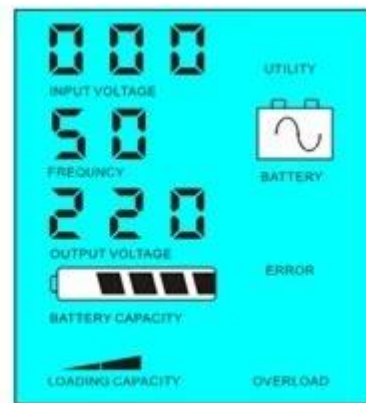 000
INPUT VOLTAGE
UTILITY
50
FREQUNCY
BATTERY
220
OUTPUT VOLTAGE
ERROR
BATTERY CAPACITY
LOADING CAPACITY
OVERLOAD